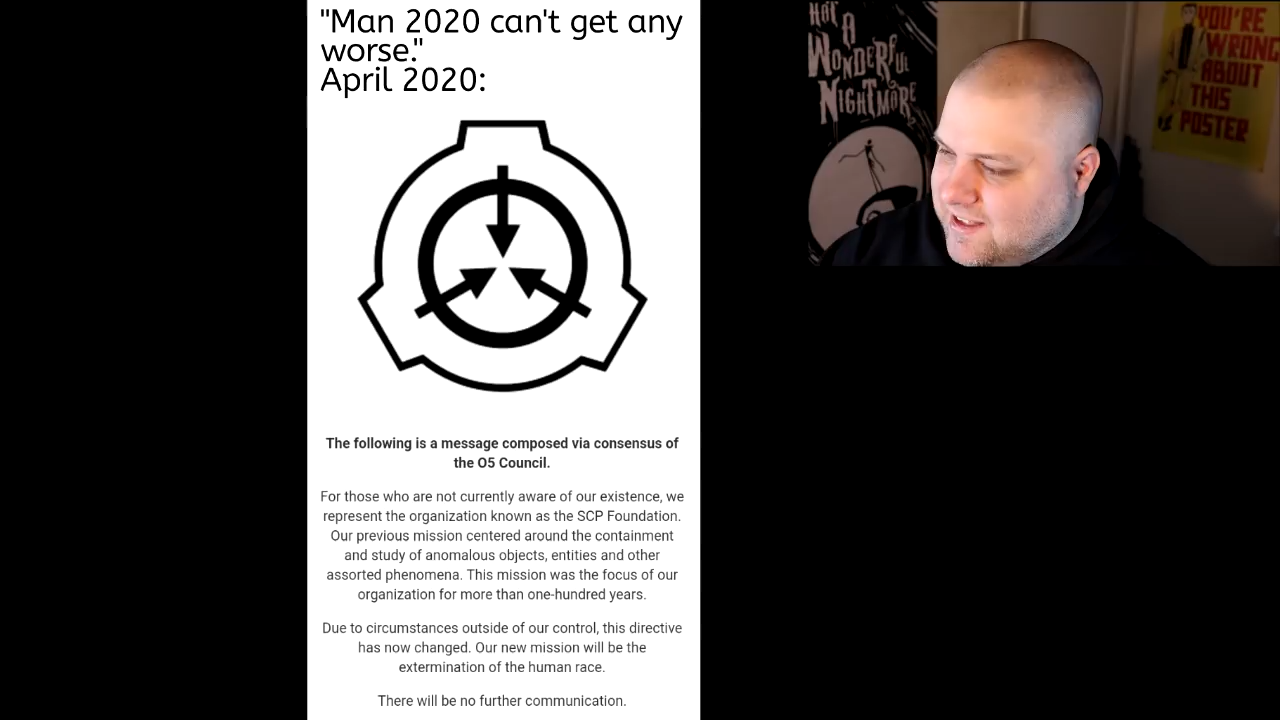 "Man 2020 can't get any
worse."
April 2020:
The following is a message composed via consensus of
the O5 Council.
For those who are not currently aware of our existence, we
represent the organization known as the SCP Foundation.
Our previous mission centered around the containment
and study of anomalous objects, entities and other
assorted phenomena. This mission was the focus of our
organization for more than one-hundred years.
Due to circumstances outside of our control, this directive
has now changed. Our new mission will be the
extermination of the human race.
There will be no further communication.
A
WONDERFUL
NIGHTMARE
YOU'RE
WRONG
ABOUT
THIS
POSTER